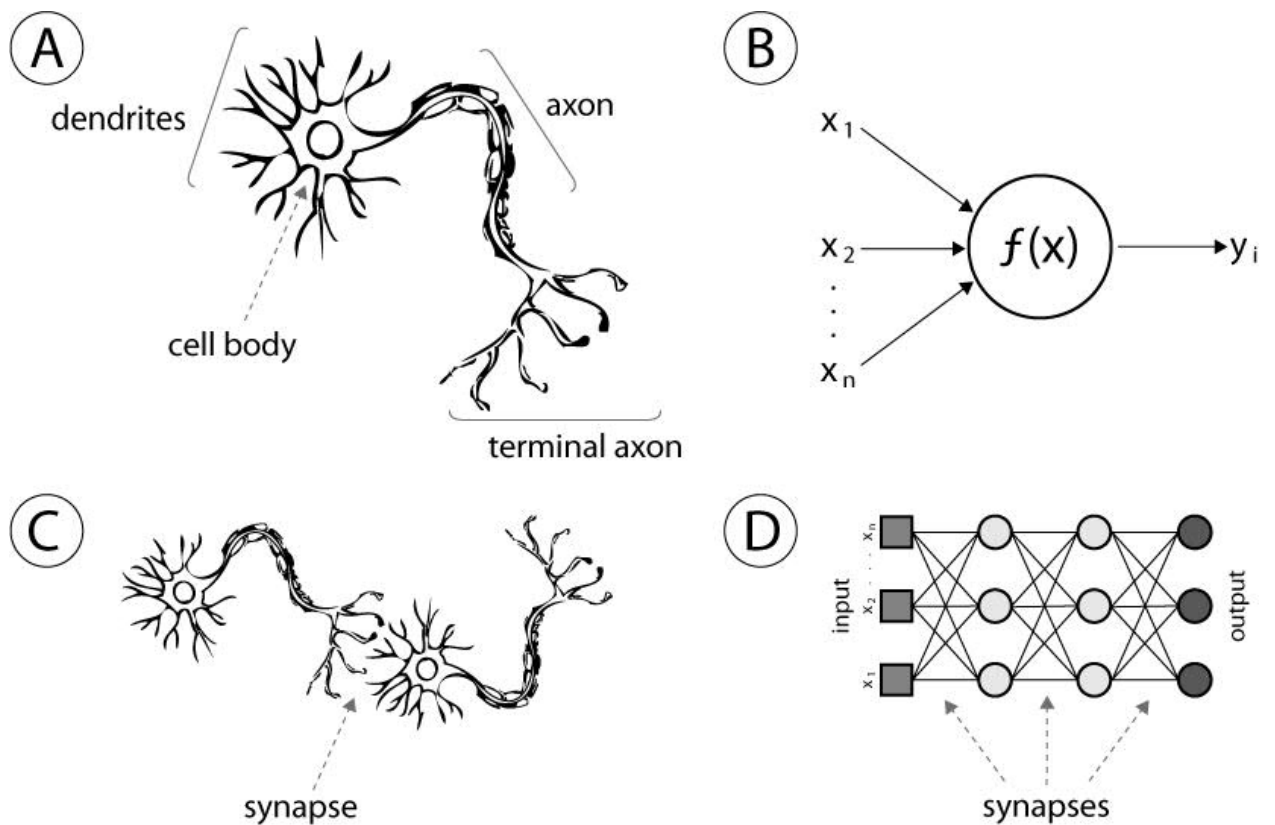 A
dendrites
axon
cell body
terminal axon
B
x1
x2
.
.
.
xn
f(x)
yi
C
synapse
D
input
xn
. . .
x2
x1
output
synapses